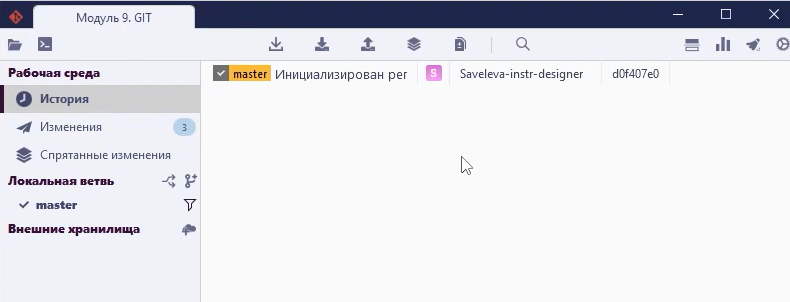 Модуль 9. GIT
Рабочая среда
История
Изменения 3
Спрятанные изменения
Локальная ветвь
master
Внешние хранилища
master Инициализирован реп S Saveleva-instr-designer d0f407e0